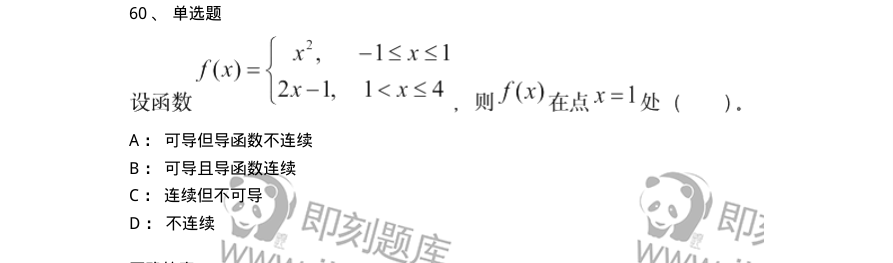 60 、 单选题
设函数 f(x)={x², −1≤x≤1
2x−1, 1<x≤4 ，则 f(x) 在点 x=1 处（　　）。
A ： 可导但导函数不连续
B ： 可导且导函数连续
C ： 连续但不可导
D ： 不连续
即刻题库
即刻